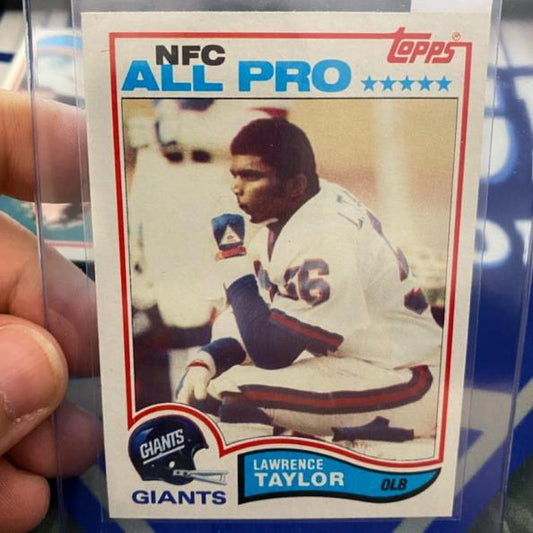 topps
NFC
ALL PRO
56
GIANTS
LAWRENCE
TAYLOR
OLB
GIANTS